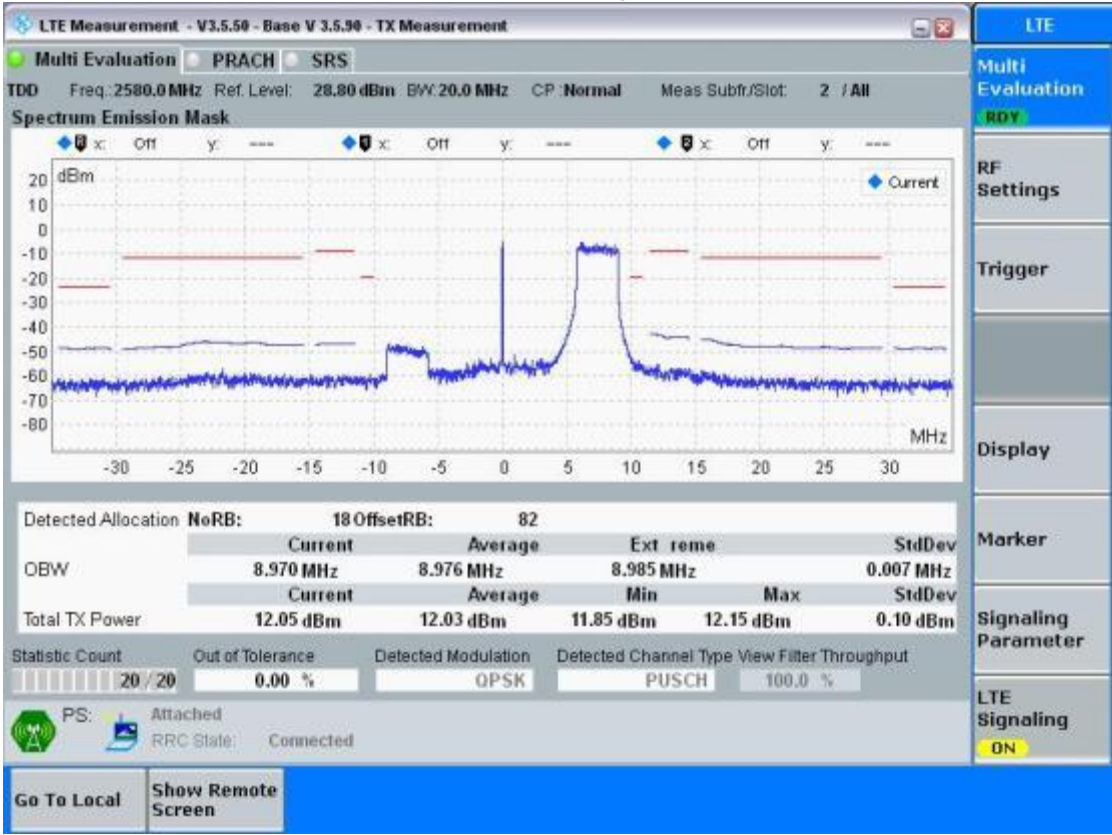 LTE Measurement - V3.5.50 - Base V 3.5.90 - TX Measurement
LTE
Multi Evaluation PRACH SRS
Multi
Evaluation
RDY
TDD Freq.:2580.0 MHz Ref. Level: 28.80 dBm BW:20.0 MHz CP :Normal Meas Subfr./Slot: 2 / All
Spectrum Emission Mask
x: Off y: --- x: Off y: --- x: Off y: ---
dBm
Current
20
10
0
-10
-20
-30
-40
-50
-60
-70
-80
MHz
-30 -25 -20 -15 -10 -5 0 5 10 15 20 25 30
RF
Settings
Trigger
Display
Marker
Signaling
Parameter
LTE
Signaling
ON
Detected Allocation NoRB: 18 OffsetRB: 82
Current Average Ext reme StdDev
OBW 8.970 MHz 8.976 MHz 8.985 MHz 0.007 MHz
Current Average Min Max StdDev
Total TX Power 12.05 dBm 12.03 dBm 11.85 dBm 12.15 dBm 0.10 dBm
Statistic Count Out of Tolerance Detected Modulation Detected Channel Type View Filter Throughput
20 / 20 0.00 % QPSK PUSCH 100.0 %
PS: Attached
RRC State: Connected
Go To Local
Show Remote
Screen